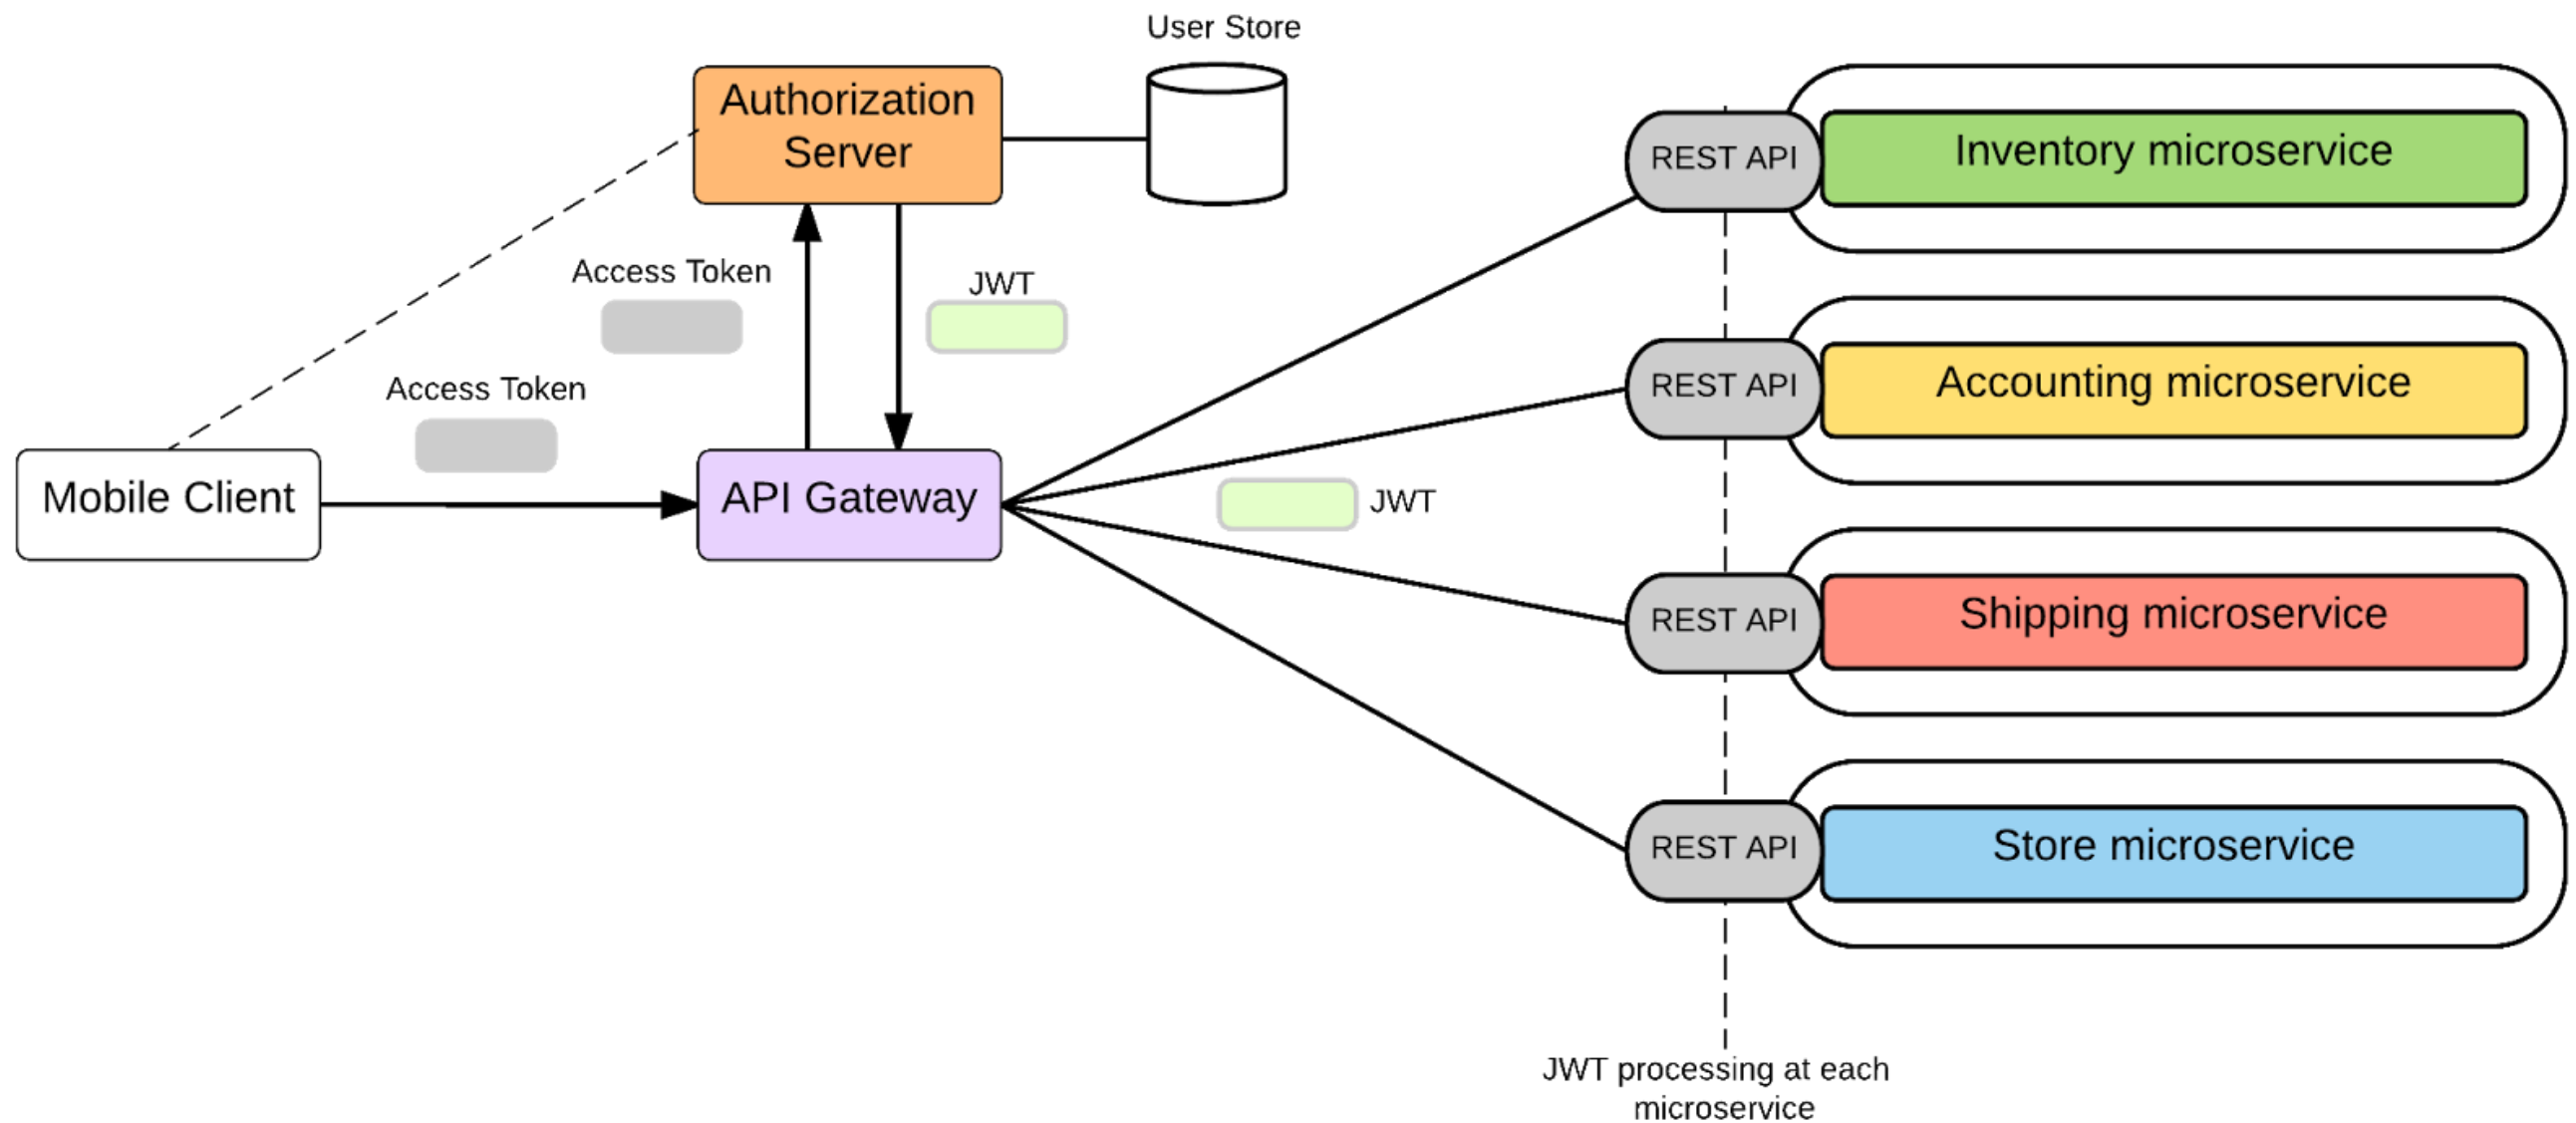 User Store
Authorization
Server
REST API
Inventory microservice
Access Token
JWT
Access Token
REST API
Accounting microservice
Mobile Client
API Gateway
JWT
REST API
Shipping microservice
REST API
Store microservice
JWT processing at each
microservice